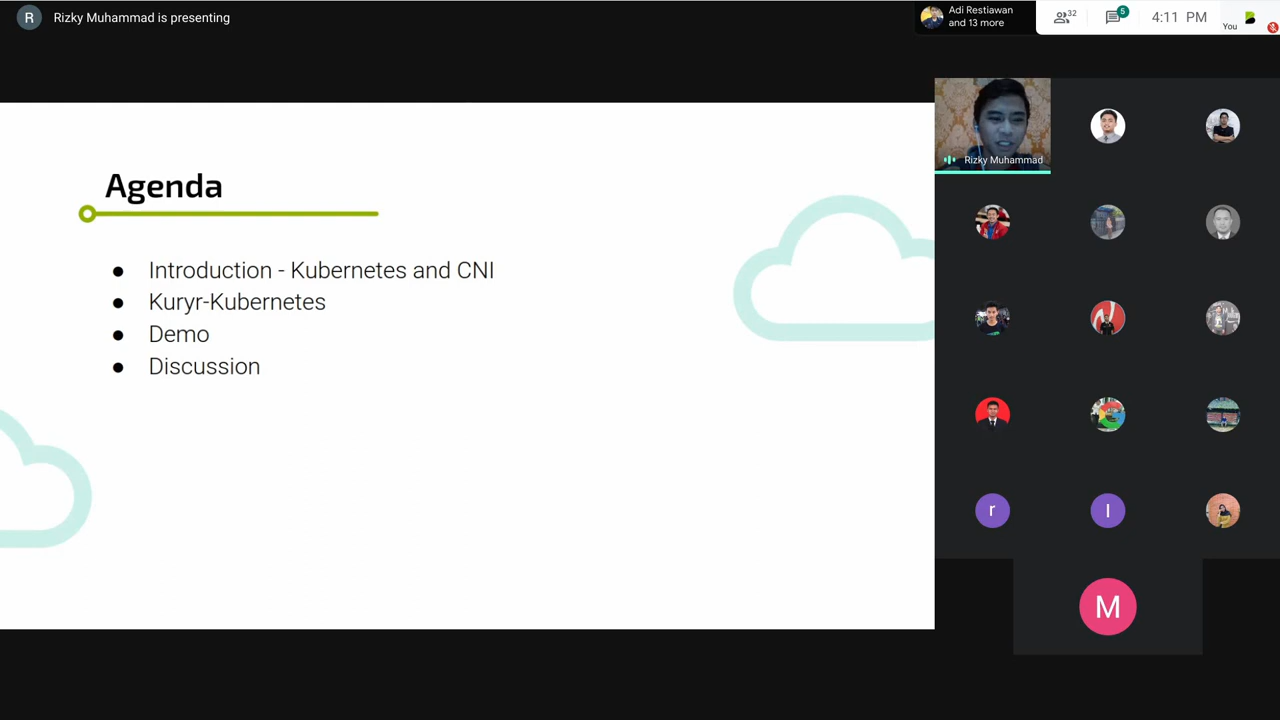 R
Rizky Muhammad is presenting
Adi Restiawan
and 13 more
32
5
4:11 PM
You
Agenda
● Introduction - Kubernetes and CNI
● Kuryr-Kubernetes
● Demo
● Discussion
Rizky Muhammad
r
I
M